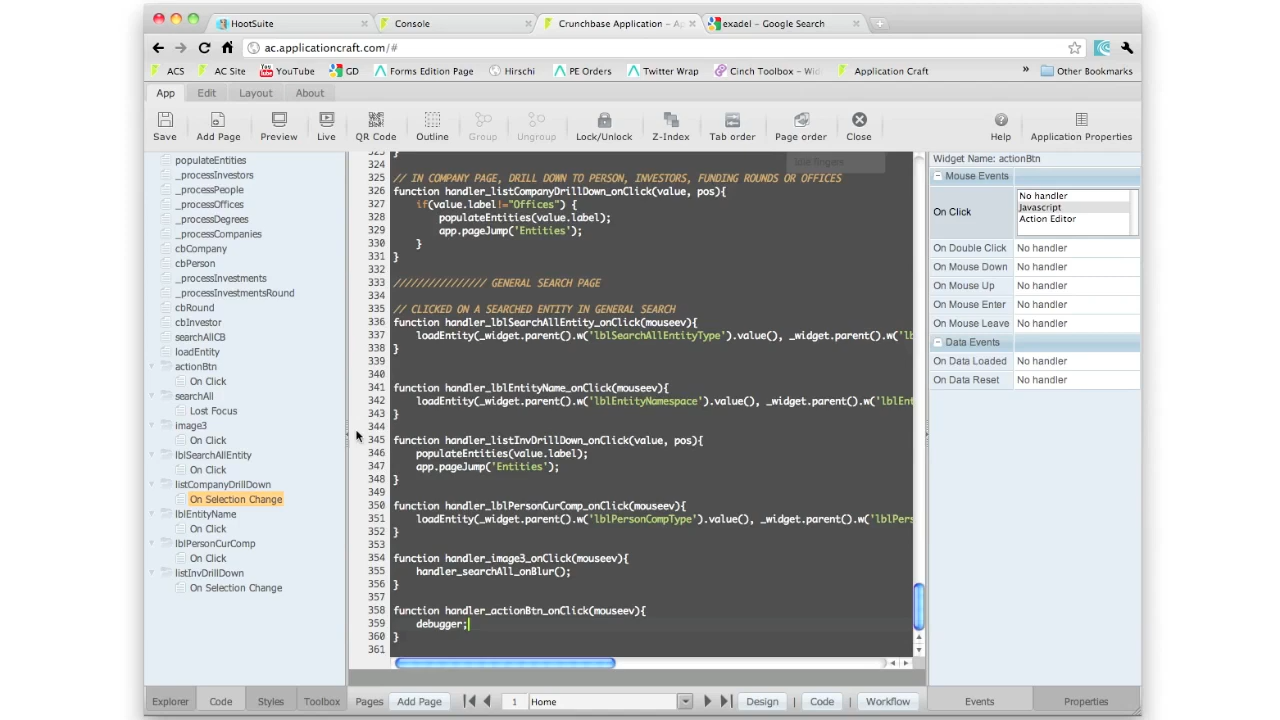 HootSuite
Console
Crunchbase Application – A
exadel – Google Search
ac.applicationcraft.com/#
ACS
AC Site
YouTube
GD
Forms Edition Page
Hirschi
PE Orders
Twitter Wrap
Cinch Toolbox – Wi
Application Craft
»
Other Bookmarks
App
Edit
Layout
About
Save
Add Page
Preview
Live
QR Code
Outline
Group
Ungroup
Lock/Unlock
Z-Index
Tab order
Page order
Close
Help
Application Properties
populateEntities
_processInvestors
_processPeople
_processOffices
_processDegrees
_processCompanies
cbCompany
cbPerson
_processInvestments
_processInvestmentsRound
cbRound
cbInvestor
searchAllCB
loadEntity
actionBtn
On Click
searchAll
Lost Focus
image3
On Click
lblSearchAllEntity
On Click
listCompanyDrillDown
On Selection Change
lblEntityName
On Click
lblPersonCurComp
On Click
listInvDrillDown
On Selection Change
323 }
324
325 // IN COMPANY PAGE, DRILL DOWN TO PERSON, INVESTORS, FUNDING ROUNDS OR OFFICES
326 function handler_listCompanyDrillDown_onClick(value, pos){
327 if(value.label!="Offices") {
328 populateEntities(value.label);
329 app.pageJump('Entities');
330 }
331 }
332
333 //////////////// GENERAL SEARCH PAGE
334
335 // CLICKED ON A SEARCHED ENTITY IN GENERAL SEARCH
336 function handler_lblSearchAllEntity_onClick(mouseev){
337 loadEntity(_widget.parent().w('lblSearchAllEntityType').value(), _widget.parent().w('lb
338 }
339
340
341 function handler_lblEntityName_onClick(mouseev){
342 loadEntity(_widget.parent().w('lblEntityNamespace').value(), _widget.parent().w('lblEnt
343 }
344
345 function handler_listInvDrillDown_onClick(value, pos){
346 populateEntities(value.label);
347 app.pageJump('Entities');
348 }
349
350 function handler_lblPersonCurComp_onClick(mouseev){
351 loadEntity(_widget.parent().w('lblPersonCompType').value(), _widget.parent().w('lblPers
352 }
353
354 function handler_image3_onClick(mouseev){
355 handler_searchAll_onBlur();
356 }
357
358 function handler_actionBtn_onClick(mouseev){
359 debugger;
360 }
361
Widget Name: actionBtn
Mouse Events
On Click
No handler
Javascript
Action Editor
On Double Click No handler
On Mouse Down No handler
On Mouse Up No handler
On Mouse Enter No handler
On Mouse Leave No handler
Data Events
On Data Loaded No handler
On Data Reset No handler
Explorer
Code
Styles
Toolbox
Pages
Add Page
1
Home
Design
|
Code
|
Workflow
Events
Properties